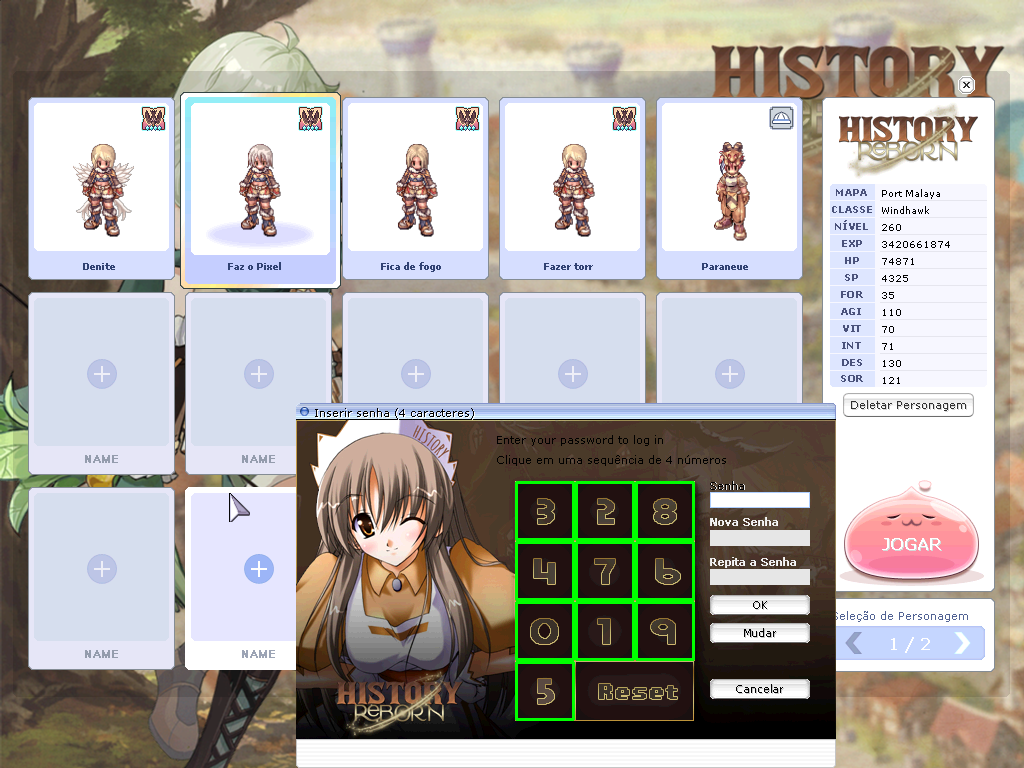 HISTORY
HISTORY
REBORN
Denite
Faz o Pixel
Fica de fogo
Fazer torr
Paraneue
MAPA Port Malaya
CLASSE Windhawk
NÍVEL 260
EXP 3420661874
HP 74871
SP 4325
FOR 35
AGI 110
VIT 70
INT 71
DES 130
SOR 121
Deletar Personagem
NAME
NAME
Inserir senha (4 caracteres)
HISTORY
Enter your password to log in
Clique em uma sequência de 4 números
3 2 8
4 7 6
0 1 9
5 Reset
Senha
Nova Senha
Repita a Senha
OK
Mudar
Cancelar
HISTORY
REBORN
JOGAR
Seleção de Personagem
1 / 2
NAME
NAME